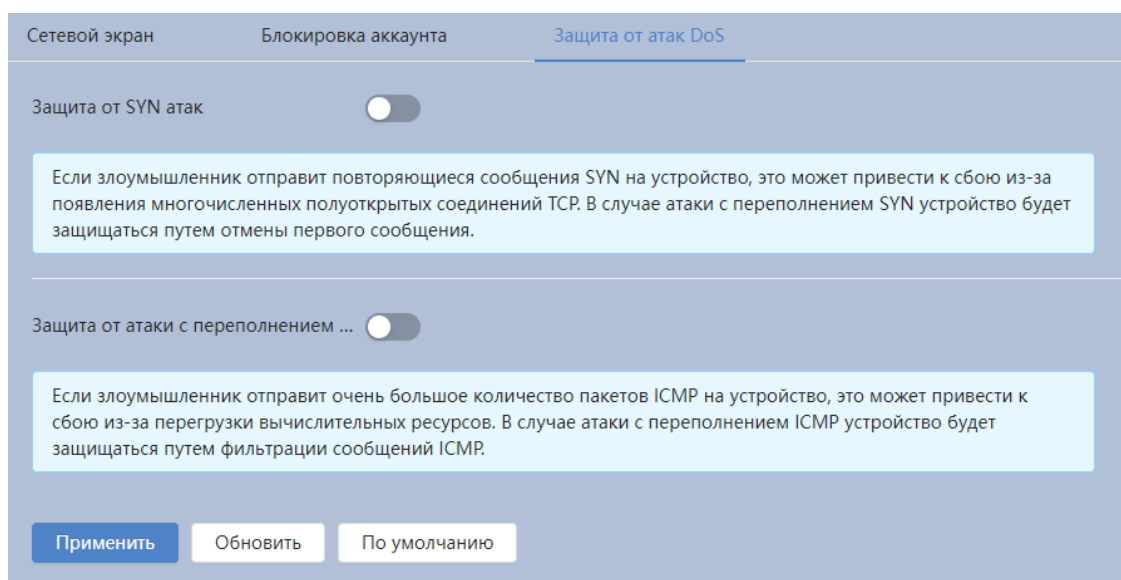 Сетевой экран Блокировка аккаунта Защита от атак DoS
Защита от SYN атак
Если злоумышленник отправит повторяющиеся сообщения SYN на устройство, это может привести к сбою из-за
появления многочисленных полуоткрытых соединений TCP. В случае атаки с переполнением SYN устройство будет
защищаться путем отмены первого сообщения.
Защита от атаки с переполнением ...
Если злоумышленник отправит очень большое количество пакетов ICMP на устройство, это может привести к
сбою из-за перегрузки вычислительных ресурсов. В случае атаки с переполнением ICMP устройство будет
защищаться путем фильтрации сообщений ICMP.
Применить Обновить По умолчанию